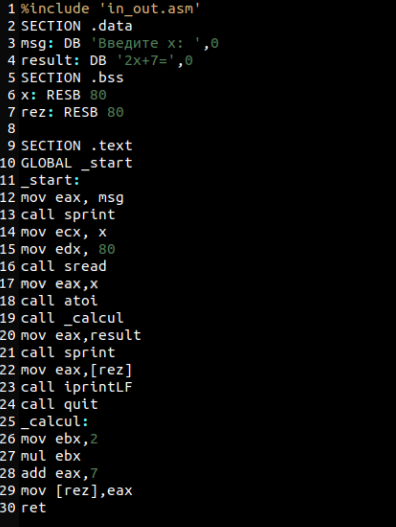 1 %include 'in_out.asm'
2 SECTION .data
3 msg: DB 'Введите x: ',0
4 result: DB '2x+7=',0
5 SECTION .bss
6 x: RESB 80
7 rez: RESB 80
8
9 SECTION .text
10 GLOBAL _start
11 _start:
12 mov eax, msg
13 call sprint
14 mov ecx, x
15 mov edx, 80
16 call sread
17 mov eax,x
18 call atoi
19 call _calcul
20 mov eax,result
21 call sprint
22 mov eax,[rez]
23 call iprintLF
24 call quit
25 _calcul:
26 mov ebx,2
27 mul ebx
28 add eax,7
29 mov [rez],eax
30 ret